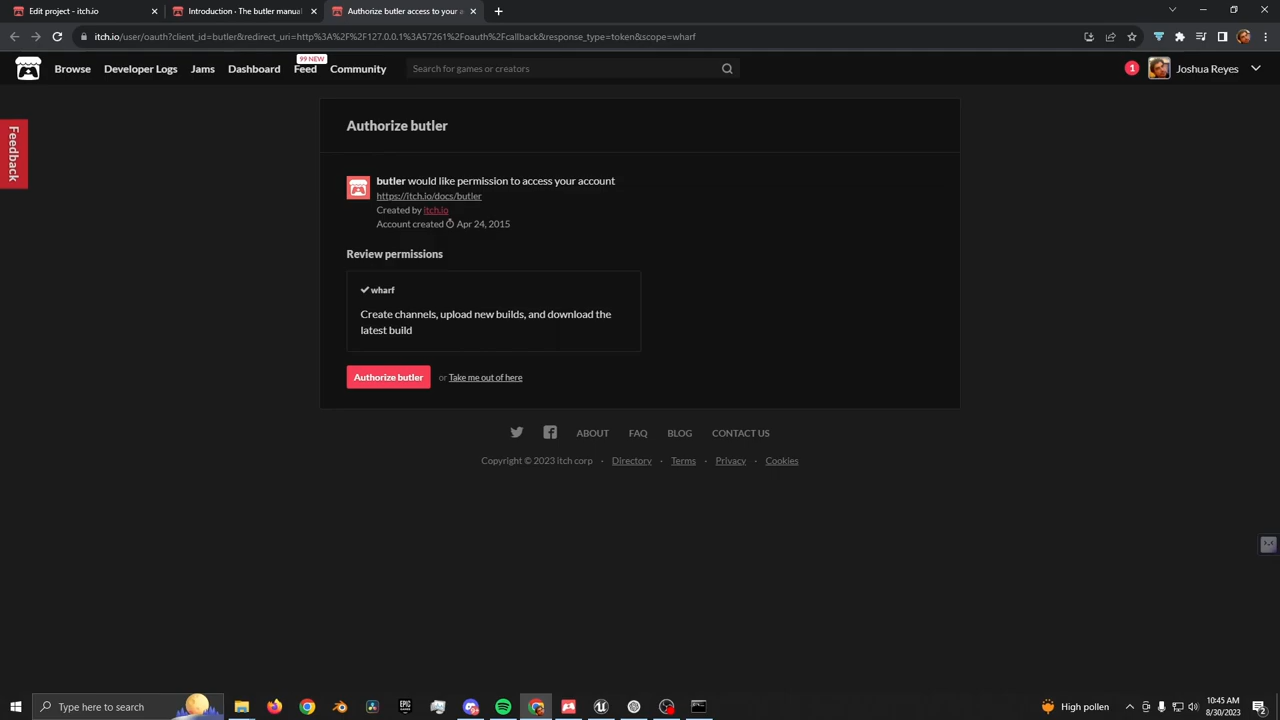 Edit project - itch.io
Introduction · The butler manual
Authorize butler access to your a
itch.io/user/oauth?client_id=butler&redirect_uri=http%3A%2F%2F127.0.0.1%3A57261%2Foauth%2Fcallback&response_type=token&scope=wharf
99 NEW
Browse Developer Logs Jams Dashboard Feed Community Search for games or creators 1 Joshua Reyes
Feedback
Authorize butler
butler would like permission to access your account
https://itch.io/docs/butler
Created by itch.io
Account created Apr 24, 2015
Review permissions
wharf
Create channels, upload new builds, and download the
latest build
Authorize butler or Take me out of here
ABOUT FAQ BLOG CONTACT US
Copyright © 2023 itch corp · Directory · Terms · Privacy · Cookies
Type here to search
EPIC
High pollen
10:45 AM
8/30/2023
2